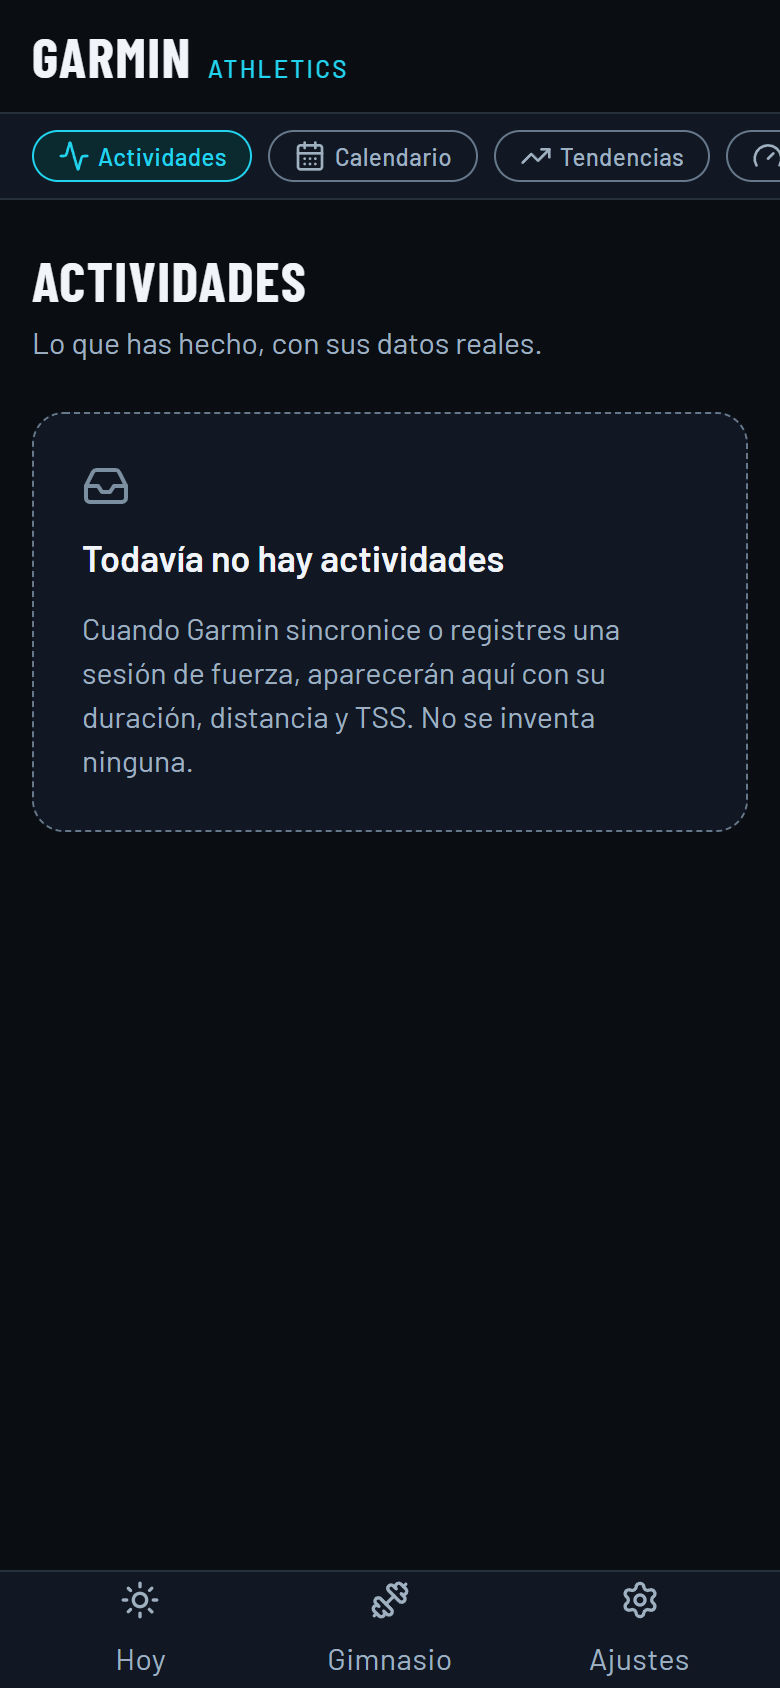 GARMIN ATHLETICS
Actividades Calendario Tendencias
ACTIVIDADES
Lo que has hecho, con sus datos reales.
Todavía no hay actividades
Cuando Garmin sincronice o registres una
sesión de fuerza, aparecerán aquí con su
duración, distancia y TSS. No se inventa
ninguna.
Hoy Gimnasio Ajustes